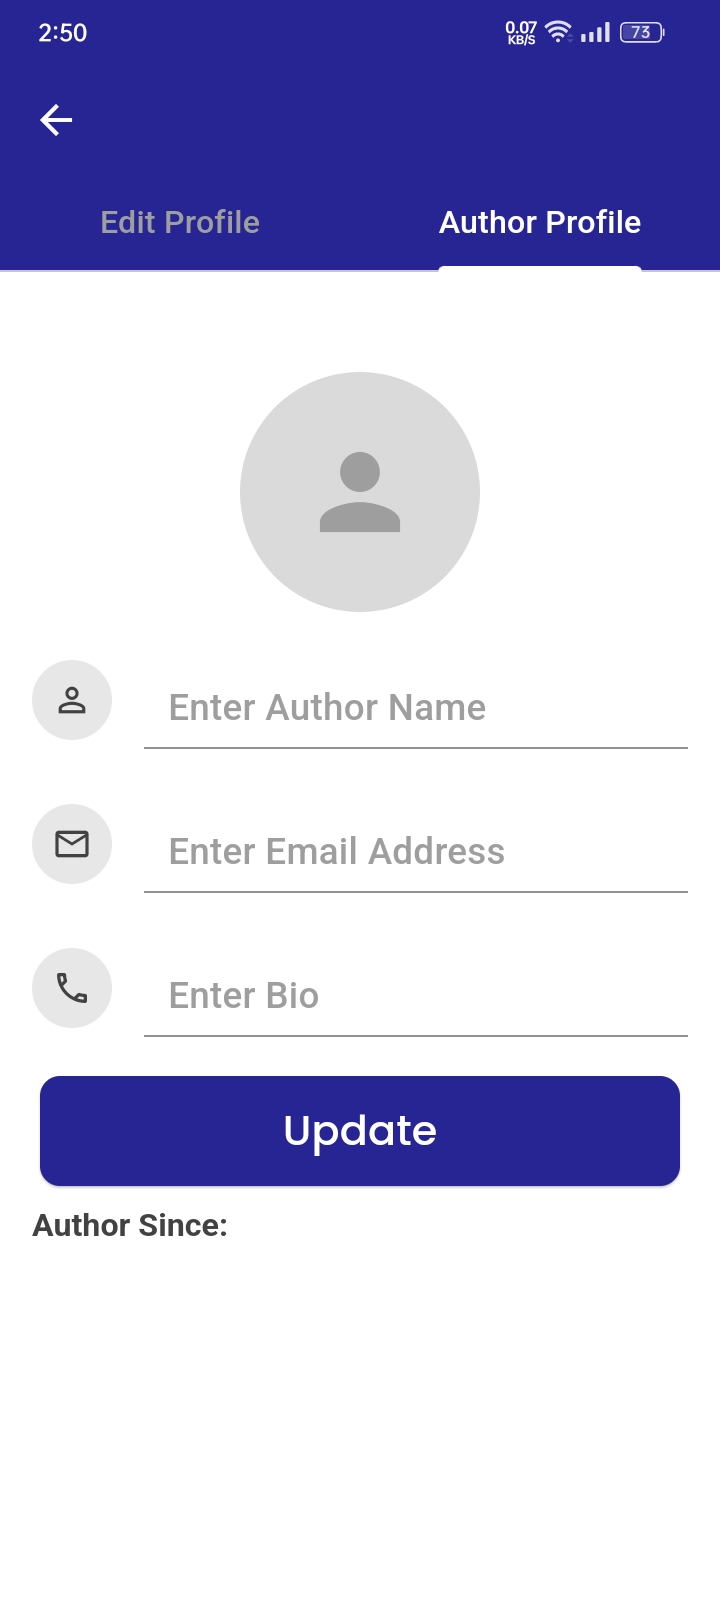 2:50
0.07
KB/S
73
Edit Profile
Author Profile
Enter Author Name
Enter Email Address
Enter Bio
Update
Author Since: